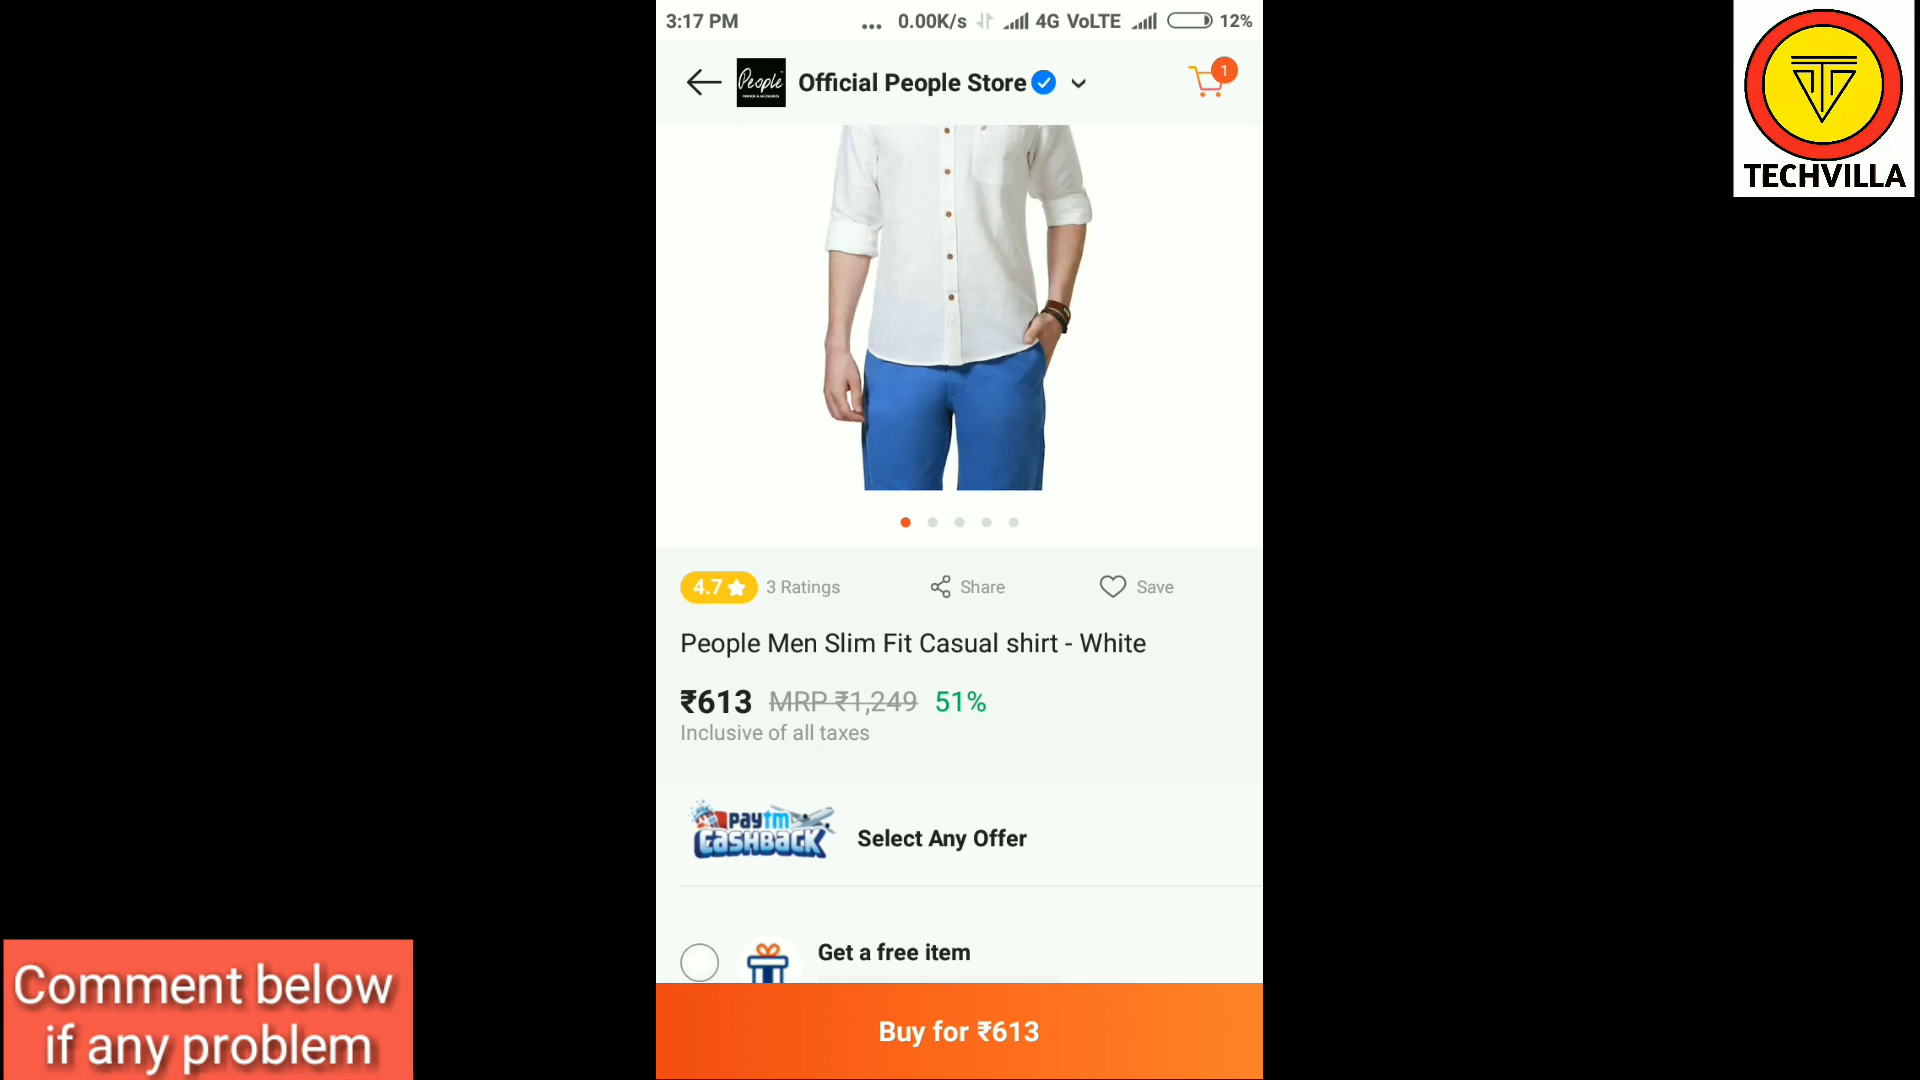 3:17 PM ... 0.00K/s 4G VoLTE 12%
People Official People Store 1
TECHVILLA
4.7 3 Ratings Share Save
People Men Slim Fit Casual shirt - White
₹613 MRP ₹1,249 51%
Inclusive of all taxes
paytm
CASHBACK
Select Any Offer
Get a free item
Buy for ₹613
Comment below
if any problem